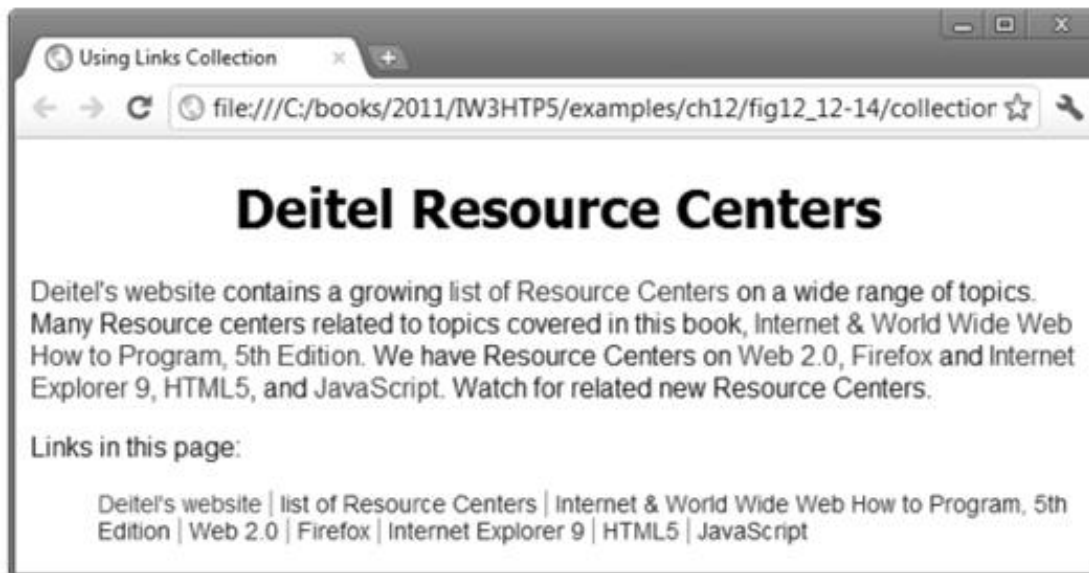 Using Links Collection
file:///C:/books/2011/IW3HTP5/examples/ch12/fig12_12-14/collection
Deitel Resource Centers
Deitel's website contains a growing list of Resource Centers on a wide range of topics.
Many Resource centers related to topics covered in this book, Internet & World Wide Web
How to Program, 5th Edition. We have Resource Centers on Web 2.0, Firefox and Internet
Explorer 9, HTML5, and JavaScript. Watch for related new Resource Centers.
Links in this page:
Deitel's website | list of Resource Centers | Internet & World Wide Web How to Program, 5th
Edition | Web 2.0 | Firefox | Internet Explorer 9 | HTML5 | JavaScript